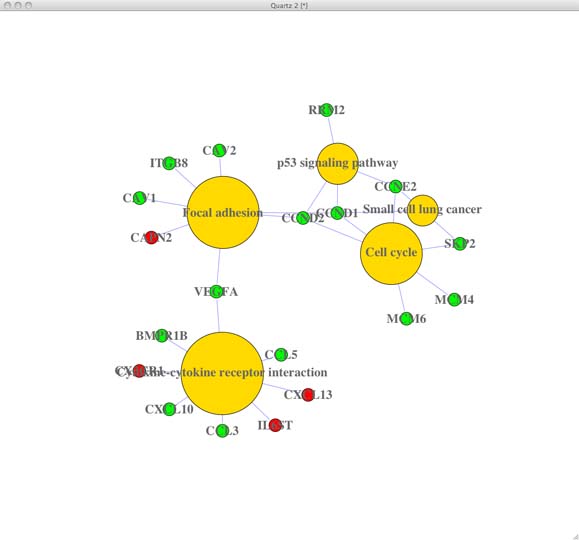 Quartz 2 [*]
RRM2
CAV2
ITGB8
p53 signaling pathway
CCNE2
CAV1
Focal adhesion
CCND2
CCND1
Small cell lung cancer
CAPN2
SKP2
Cell cycle
VEGFA
MCM4
MCM6
BMPR1B
CCL5
Cytokine-cytokine receptor interaction
CXCL13
CXCL10
IL6ST
CCL3